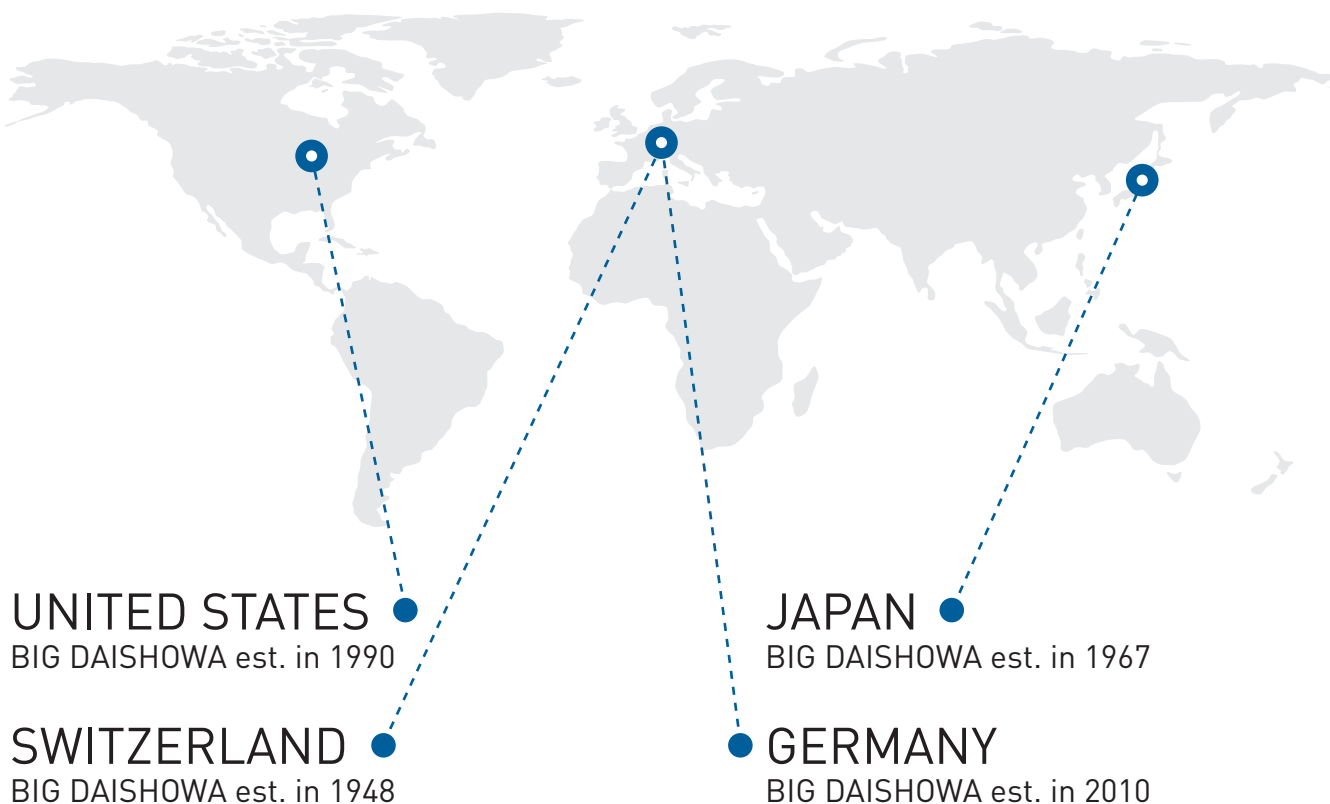 UNITED STATES
BIG DAISHOWA est. in 1990
JAPAN
BIG DAISHOWA est. in 1967
SWITZERLAND
BIG DAISHOWA est. in 1948
GERMANY
BIG DAISHOWA est. in 2010